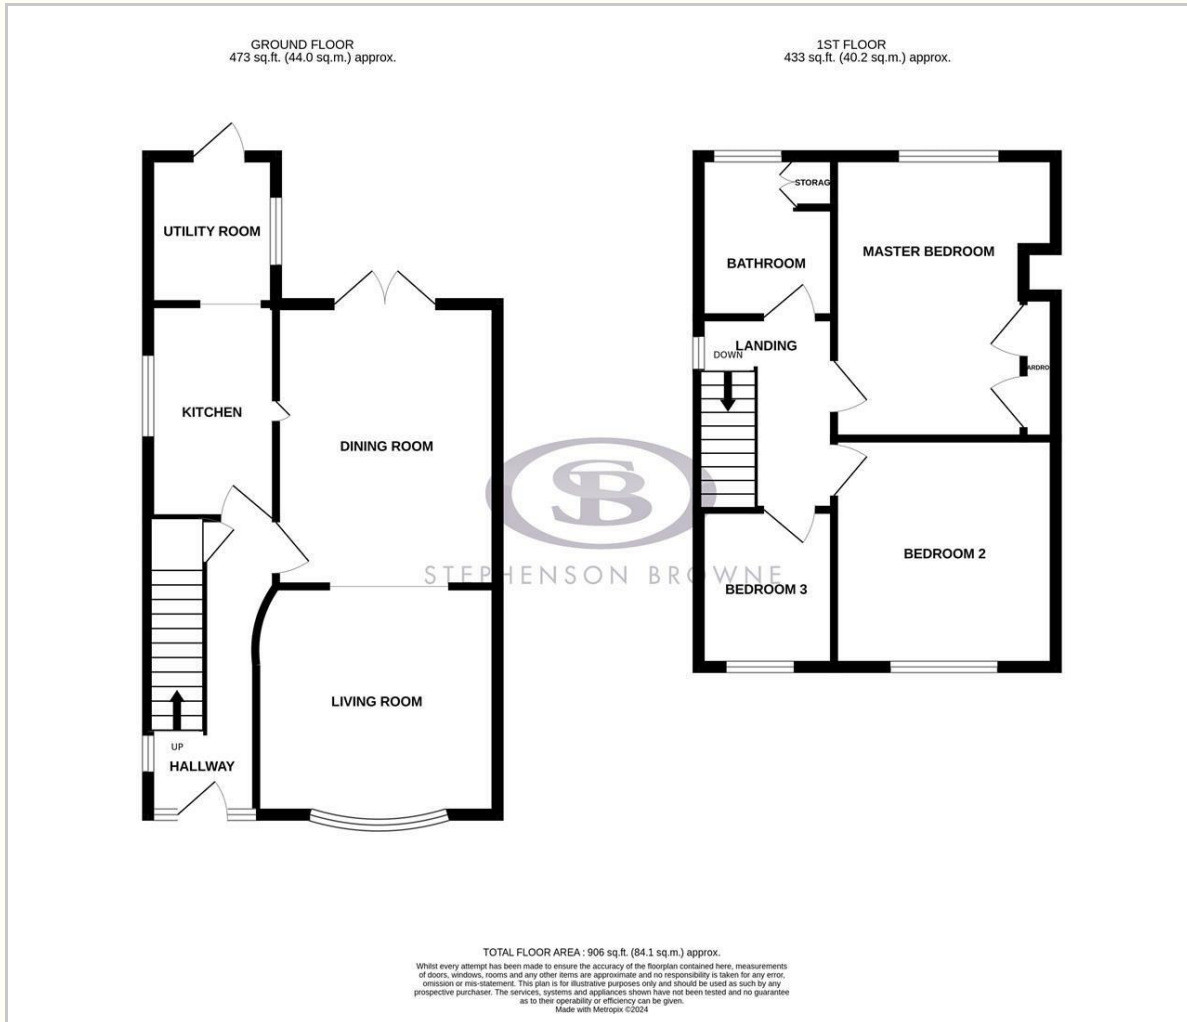 GROUND FLOOR
473 sq.ft. (44.0 sq.m.) approx.
UTILITY ROOM
KITCHEN
DINING ROOM
LIVING ROOM
UP
HALLWAY
1ST FLOOR
433 sq.ft. (40.2 sq.m.) approx.
STORAG
MASTER BEDROOM
BATHROOM
LANDING
DOWN
ARDRO
BEDROOM 2
BEDROOM 3
SB
STEPHENSON BROWNE
TOTAL FLOOR AREA : 906 sq.ft. (84.1 sq.m.) approx.
Whilst every attempt has been made to ensure the accuracy of the floorplan contained here, measurements
of doors, windows, rooms and any other items are approximate and no responsibility is taken for any error,
omission or mis-statement. This plan is for illustrative purposes only and should be used as such by any
prospective purchaser. The services, systems and appliances shown have not been tested and no guarantee
as to their operability or efficiency can be given.
Made with Metropix ©2024